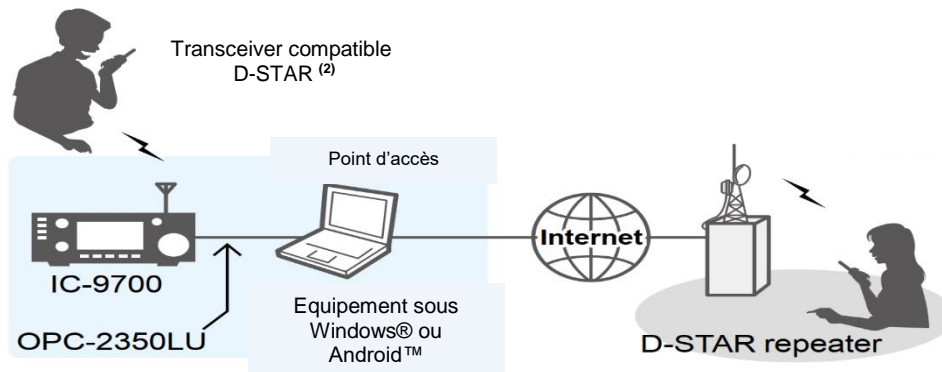 Transceiver compatible
D-STAR (2)
Point d'accès
Internet
IC-9700
OPC-2350LU
Equipement sous
Windows® ou
Android™
D-STAR repeater